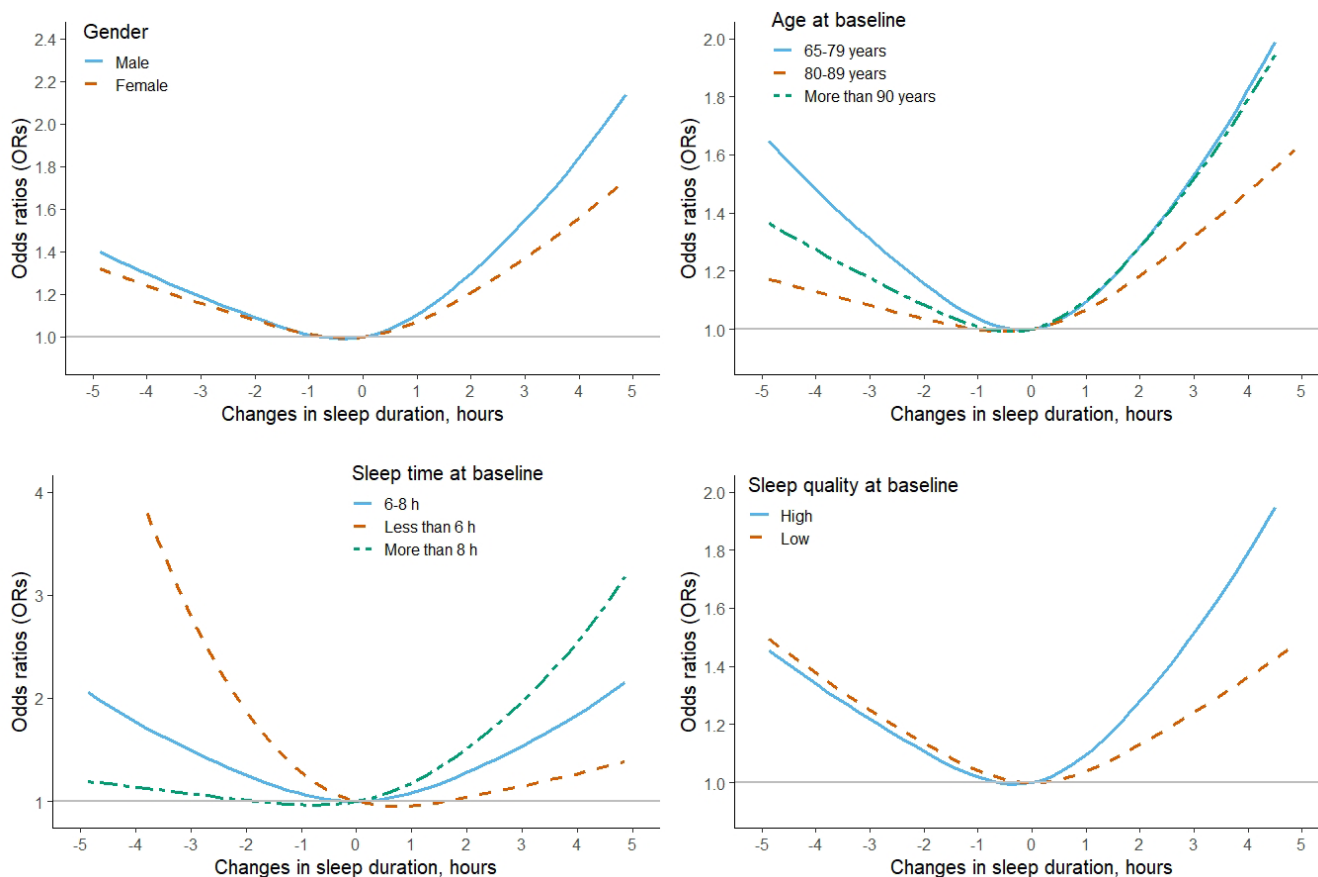 Gender
Male
Female
2.4
2.2
2.0
1.8
1.6
1.4
1.2
1.0
Odds ratios (ORs)
-5 -4 -3 -2 -1 0 1 2 3 4 5
Changes in sleep duration, hours
Age at baseline
65-79 years
80-89 years
More than 90 years
2.0
1.8
1.6
1.4
1.2
1.0
Odds ratios (ORs)
-5 -4 -3 -2 -1 0 1 2 3 4 5
Changes in sleep duration, hours
Sleep time at baseline
6-8 h
Less than 6 h
More than 8 h
4
3
2
1
Odds ratios (ORs)
-5 -4 -3 -2 -1 0 1 2 3 4 5
Changes in sleep duration, hours
Sleep quality at baseline
High
Low
2.0
1.8
1.6
1.4
1.2
1.0
Odds ratios (ORs)
-5 -4 -3 -2 -1 0 1 2 3 4 5
Changes in sleep duration, hours